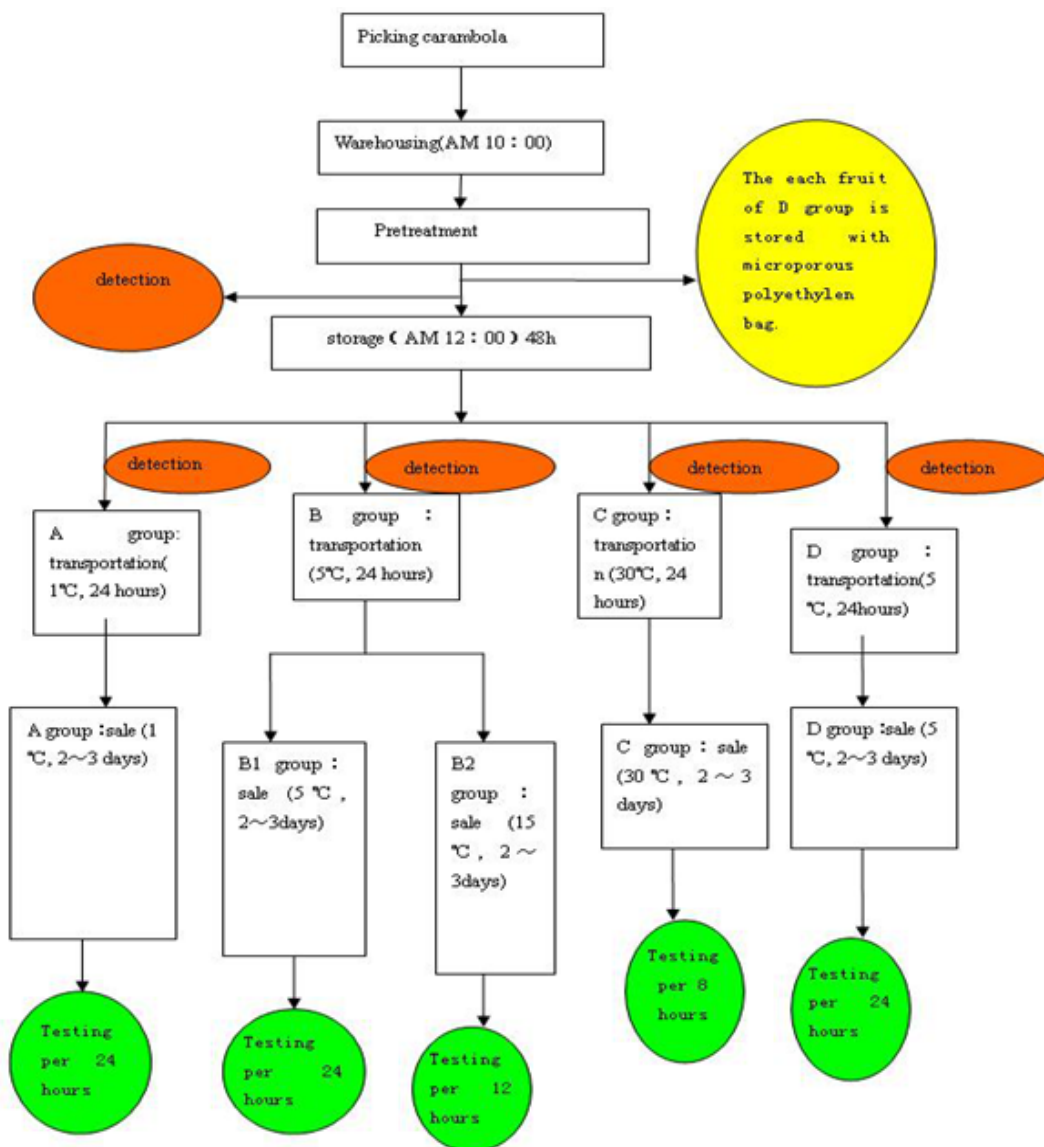 Picking carambola
Warehousing(AM 10：00)
Pretreatment
The each fruit
of D group is
stored with
microporous
polyethylen
bag.
detection
storage（AM 12：00）48h
detection
detection
detection
detection
A group:
transportation(
1℃, 24 hours)
B group：
transportation
(5℃, 24 hours)
C group：
transportatio
n (30℃, 24
hours)
D group：
transportation(5
℃, 24hours)
A group：sale (1
℃, 2～3 days)
B1 group：
sale (5℃,
2～3days)
B2
group：
sale (15
℃, 2～
3days)
C group：sale
(30℃, 2～3
days)
D group：sale (5
℃, 2～3 days)
Testing
per 24
hours
Testing
per 24
hours
Testing
per 12
hours
Testing
per 8
hours
Testing
per 24
hours